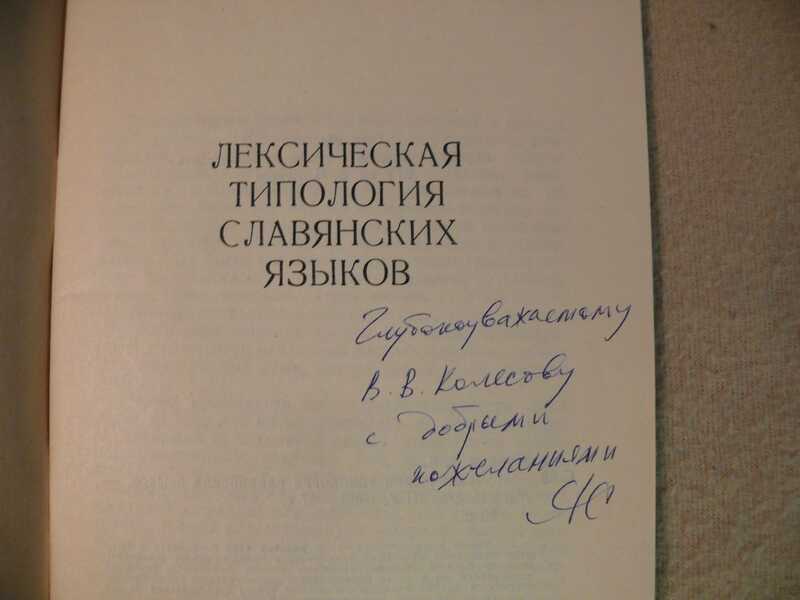 ЛЕКСИЧЕСКАЯ
ТИПОЛОГИЯ
СЛАВЯНСКИХ
ЯЗЫКОВ
Глубокоуважаемому
В. В. Колесову
с добрыми
пожеланиями